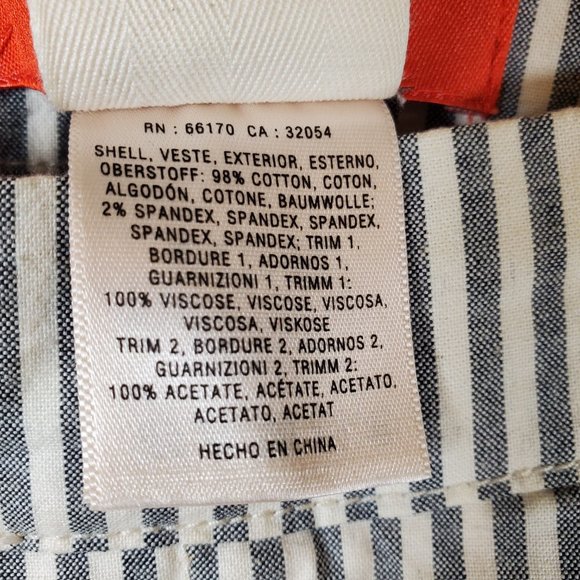 RN : 66170 CA : 32054
SHELL, VESTE, EXTERIOR, ESTERNO,
OBERSTOFF: 98% COTTON, COTON,
ALGODÓN, COTONE, BAUMWOLLE;
2% SPANDEX, SPANDEX, SPANDEX,
SPANDEX, SPANDEX; TRIM 1,
BORDURE 1, ADORNOS 1,
GUARNIZIONI 1, TRIMM 1:
100% VISCOSE, VISCOSE, VISCOSA,
VISCOSA, VISKOSE
TRIM 2, BORDURE 2, ADORNOS 2,
GUARNIZIONI 2, TRIMM 2:
100% ACETATE, ACÉTATE, ACETATO,
ACETATO, ACETAT
HECHO EN CHINA